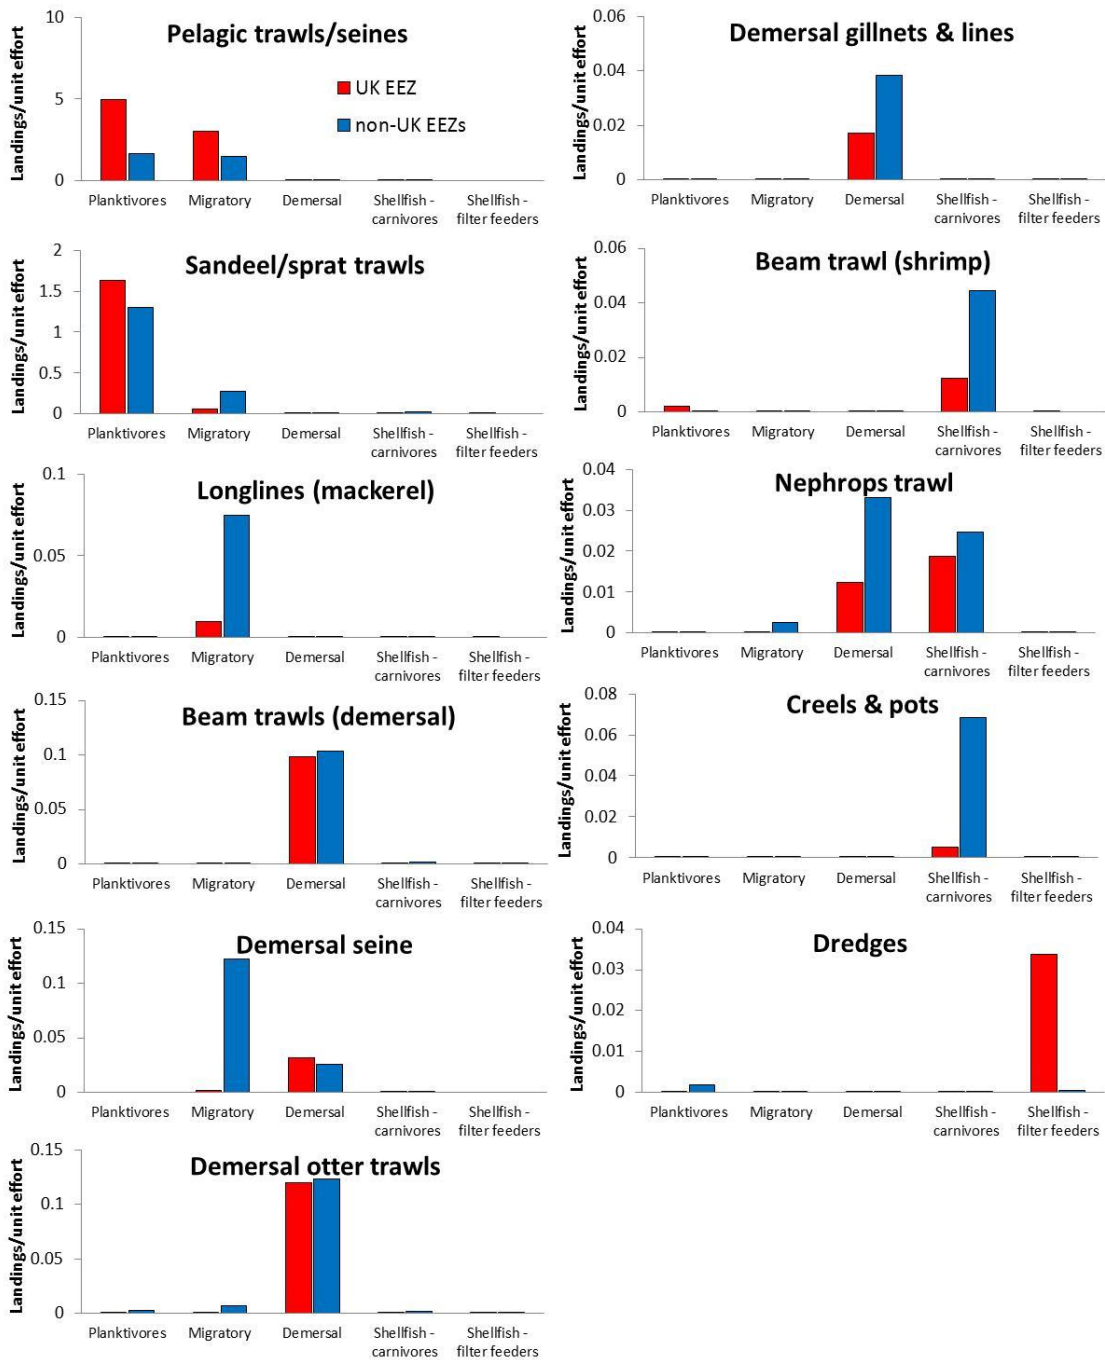 Pelagic trawls/seines
Landings/unit effort
10
5
0
UK EEZ
non-UK EEZs
Planktivores Migratory Demersal Shellfish - carnivores Shellfish - filter feeders
Demersal gillnets & lines
Landings/unit effort
0.06
0.04
0.02
0
Planktivores Migratory Demersal Shellfish - carnivores Shellfish - filter feeders
Sandeel/sprat trawls
Landings/unit effort
2
1.5
1
0.5
0
Planktivores Migratory Demersal Shellfish - carnivores Shellfish - filter feeders
Beam trawl (shrimp)
Landings/unit effort
0.06
0.04
0.02
0
Planktivores Migratory Demersal Shellfish - carnivores Shellfish - filter feeders
Longlines (mackerel)
Landings/unit effort
0.1
0.05
0
Planktivores Migratory Demersal Shellfish - carnivores Shellfish - filter feeders
Nephrops trawl
Landings/unit effort
0.04
0.03
0.02
0.01
0
Planktivores Migratory Demersal Shellfish - carnivores Shellfish - filter feeders
Beam trawls (demersal)
Landings/unit effort
0.15
0.1
0.05
0
Planktivores Migratory Demersal Shellfish - carnivores Shellfish - filter feeders
Creels & pots
Landings/unit effort
0.08
0.06
0.04
0.02
0
Planktivores Migratory Demersal Shellfish - carnivores Shellfish - filter feeders
Demersal seine
Landings/unit effort
0.15
0.1
0.05
0
Planktivores Migratory Demersal Shellfish - carnivores Shellfish - filter feeders
Dredges
Landings/unit effort
0.04
0.03
0.02
0.01
0
Planktivores Migratory Demersal Shellfish - carnivores Shellfish - filter feeders
Demersal otter trawls
Landings/unit effort
0.15
0.1
0.05
0
Planktivores Migratory Demersal Shellfish - carnivores Shellfish - filter feeders